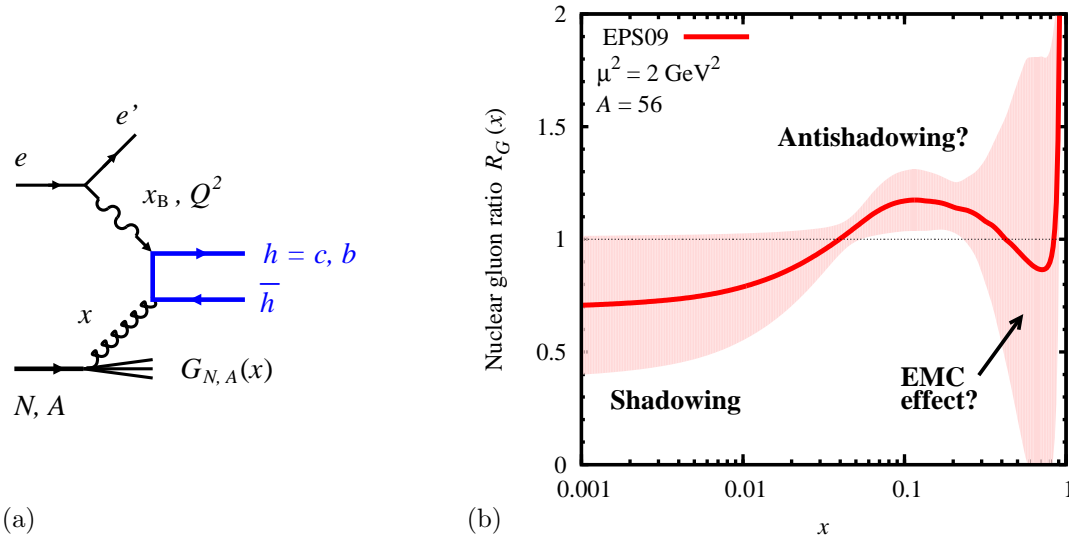 e
e'
x_B , Q^2
h = c, b
h̅
x
G_{N, A}(x)
N, A
(a)
Nuclear gluon ratio R_G(x)
2
1.5
1
0.5
0
EPS09
μ^2 = 2 GeV^2
A = 56
Antishadowing?
Shadowing
EMC
effect?
0.001
0.01
0.1
1
x
(b)